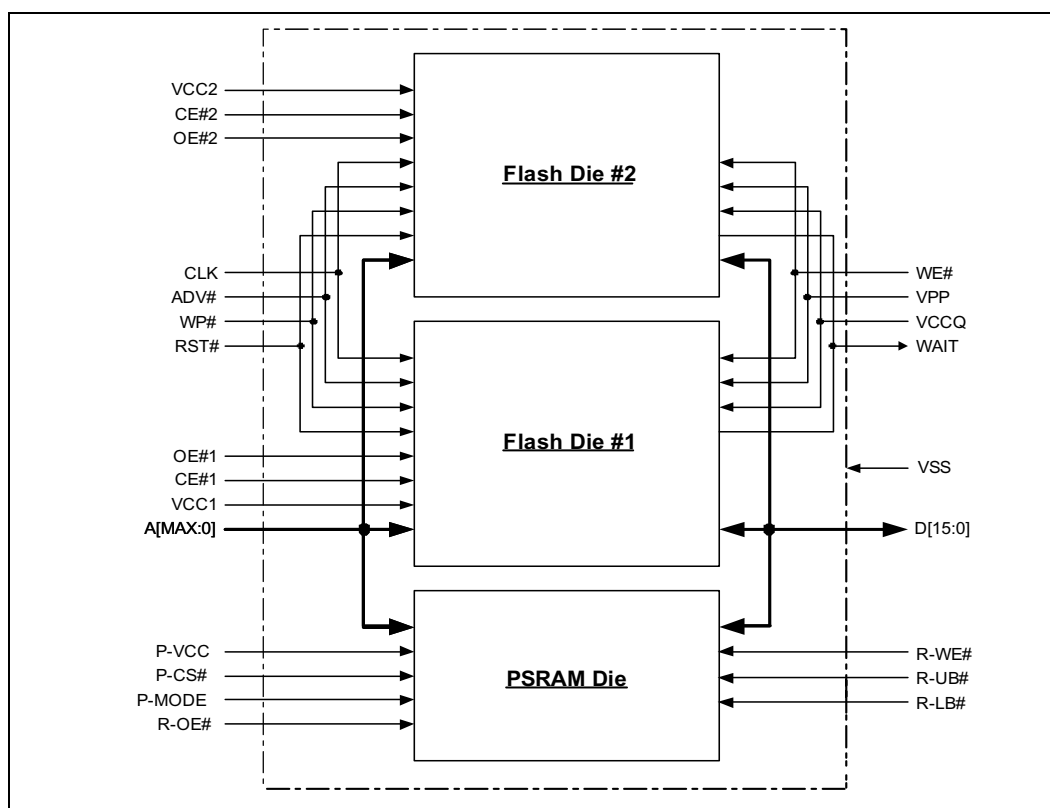 VCC2
CE#2
OE#2
Flash Die #2
CLK
ADV#
WP#
RST#
WE#
VPP
VCCQ
WAIT
Flash Die #1
OE#1
CE#1
VCC1
A[MAX:0]
VSS
D[15:0]
P-VCC
P-CS#
P-MODE
R-OE#
PSRAM Die
R-WE#
R-UB#
R-LB#